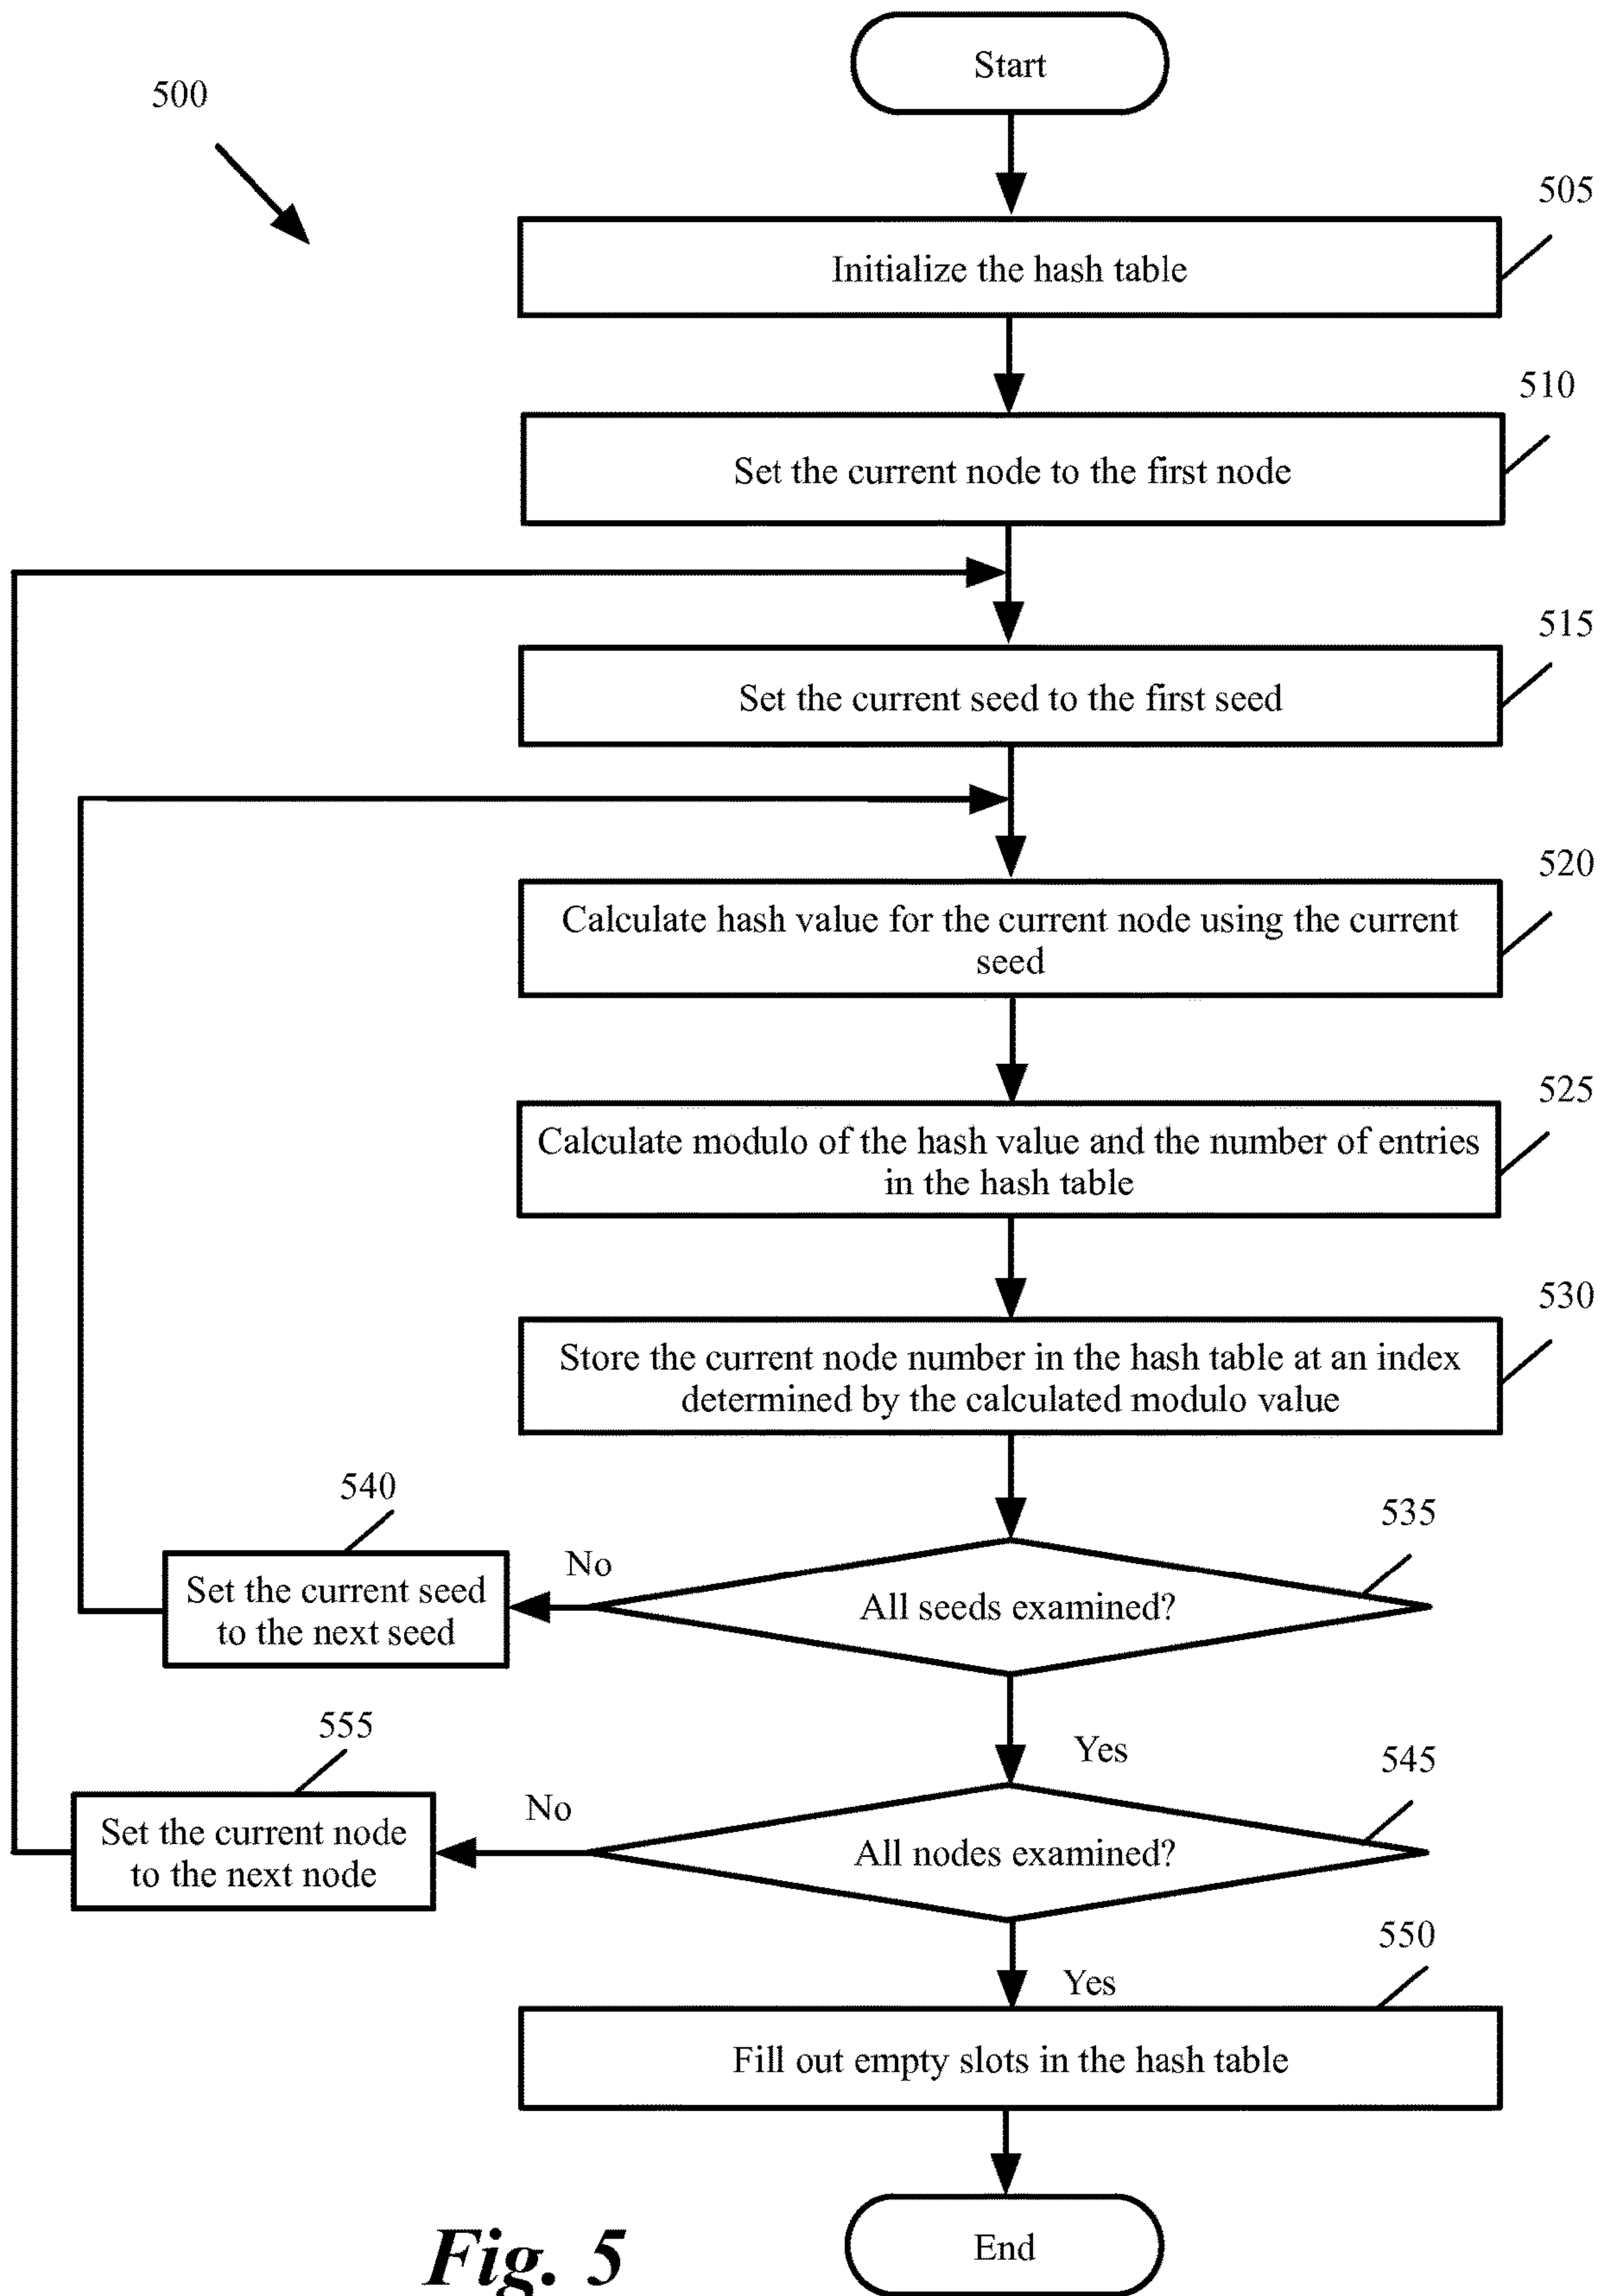 Start
500
505
Initialize the hash table
510
Set the current node to the first node
515
Set the current seed to the first seed
520
Calculate hash value for the current node using the current
seed
525
Calculate modulo of the hash value and the number of entries
in the hash table
530
Store the current node number in the hash table at an index
determined by the calculated modulo value
540
535
No
Set the current seed
to the next seed
All seeds examined?
555
Yes
545
No
Set the current node
to the next node
All nodes examined?
550
Yes
Fill out empty slots in the hash table
End
Fig. 5